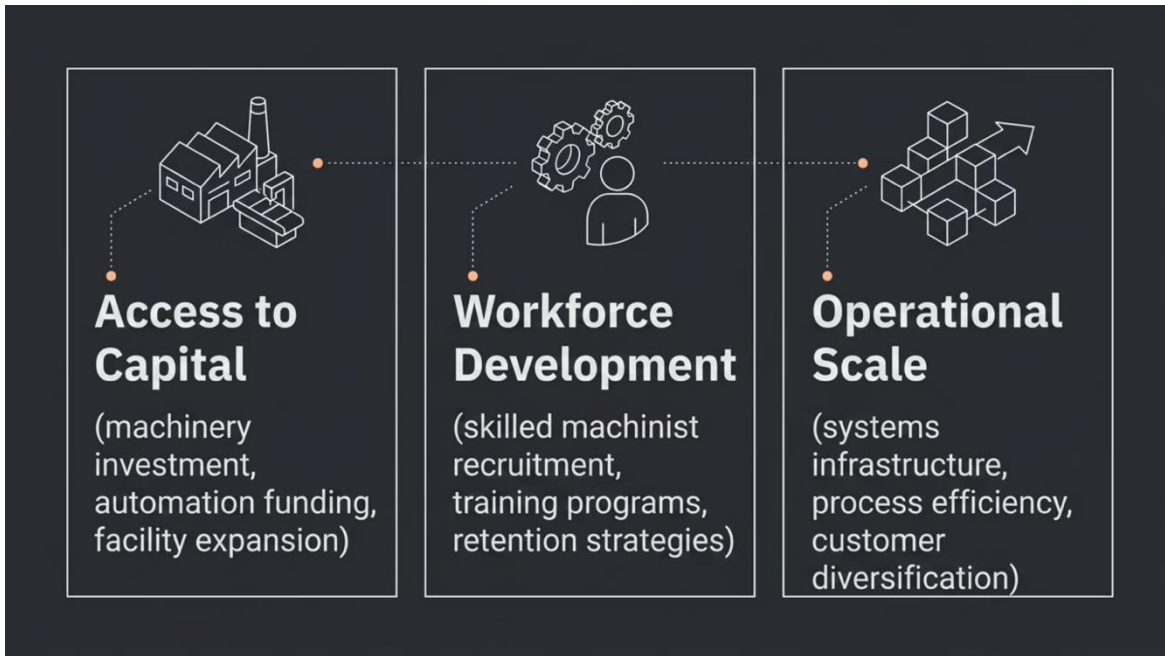 Access to
Capital
(machinery
investment,
automation funding,
facility expansion)
Workforce
Development
(skilled machinist
recruitment,
training programs,
retention strategies)
Operational
Scale
(systems
infrastructure,
process efficiency,
customer
diversification)